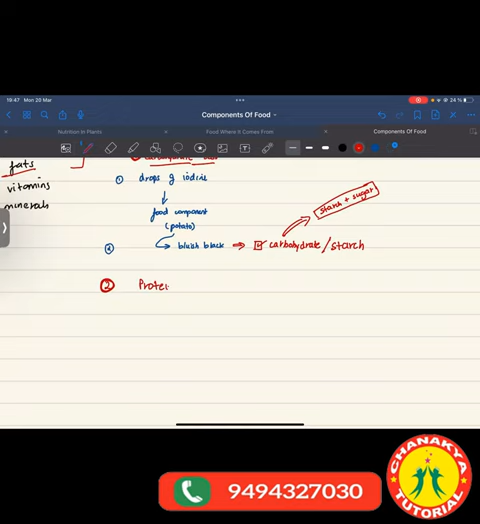 19:47 Mon 20 Mar
24 %
Components Of Food
Nutrition In Plants
Food Where It Comes From
Components Of Food
fats
vitamins
minerals
① drops of iodine
food component
(potato)
bluish black ⇒ carbohydrate/starch
starch + sugar
② Protei
9494327030
CHANAKYA
TUTORIAL